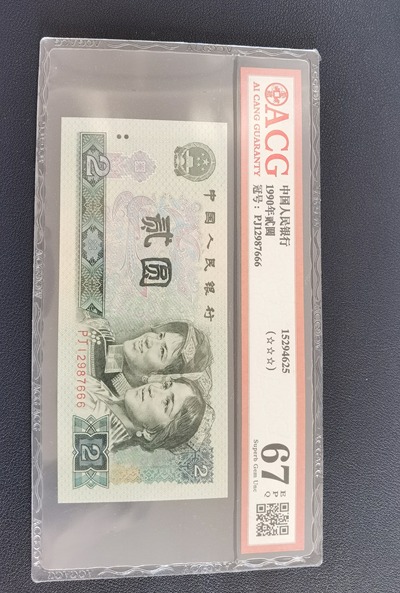 ACG
AI CANG GUARANTY
中国人民银行
1990年贰圆
冠号：PJ12987666
15294625
(☆☆☆)
67
EPQ
Superb Gem Unc
中国人民银行
贰圆
2
PJ12987666
2
2